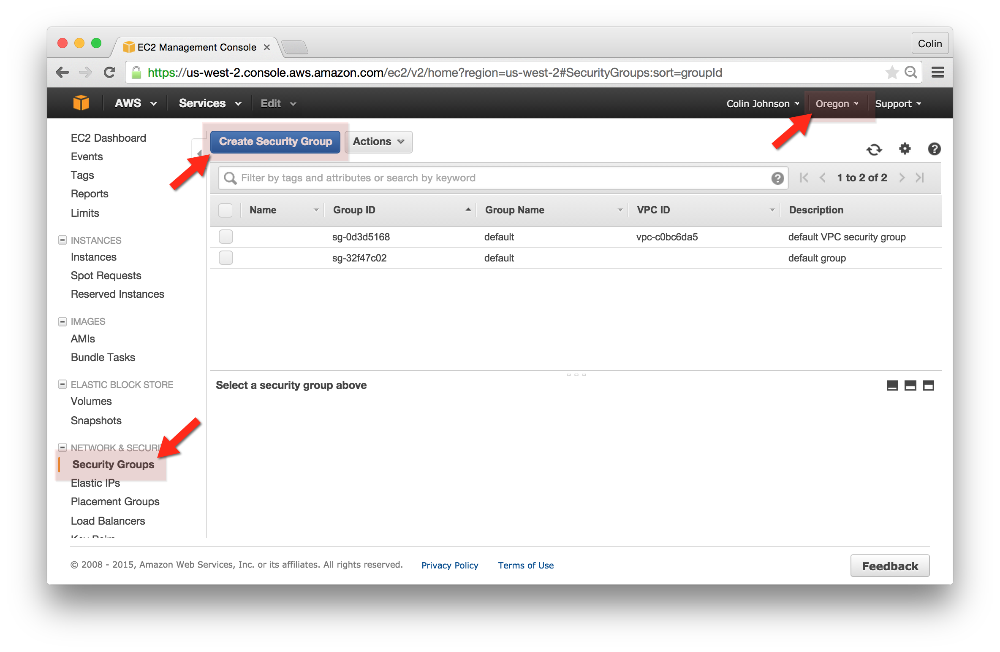 EC2 Management Console
Colin
https://us-west-2.console.aws.amazon.com/ec2/v2/home?region=us-west-2#SecurityGroups:sort=groupId
AWS Services Edit Colin Johnson Oregon Support
EC2 Dashboard
Events
Tags
Reports
Limits
INSTANCES
Instances
Spot Requests
Reserved Instances
IMAGES
AMIs
Bundle Tasks
ELASTIC BLOCK STORE
Volumes
Snapshots
NETWORK & SECURIT
Security Groups
Elastic IPs
Placement Groups
Load Balancers
Key Pairs
Create Security Group Actions
Filter by tags and attributes or search by keyword 1 to 2 of 2
Name Group ID Group Name VPC ID Description
sg-0d3d5168 default vpc-c0bc6da5 default VPC security group
sg-32f47c02 default default group
Select a security group above
© 2008 - 2015, Amazon Web Services, Inc. or its affiliates. All rights reserved. Privacy Policy Terms of Use Feedback